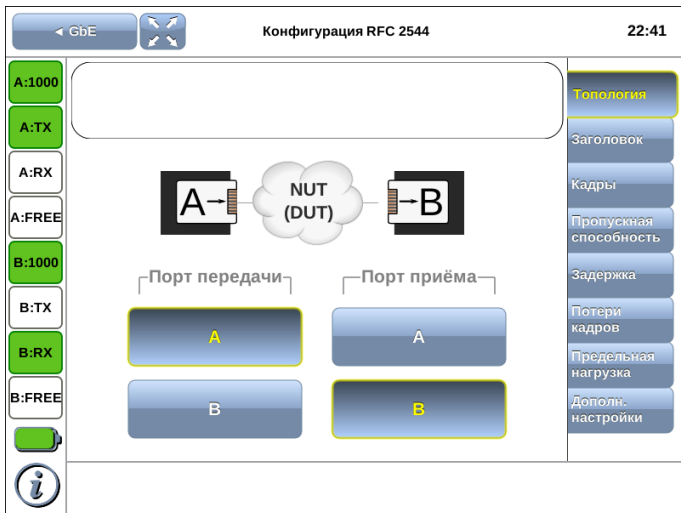 ◄ GbE
Конфигурация RFC 2544
22:41
A:1000
A:TX
A:RX
A:FREE
B:1000
B:TX
B:RX
B:FREE
A
NUT
(DUT)
B
Порт передачи
Порт приёма
A
A
B
B
Топология
Заголовок
Кадры
Пропускная
способность
Задержка
Потери
кадров
Предельная
нагрузка
Дополн.
настройки
i